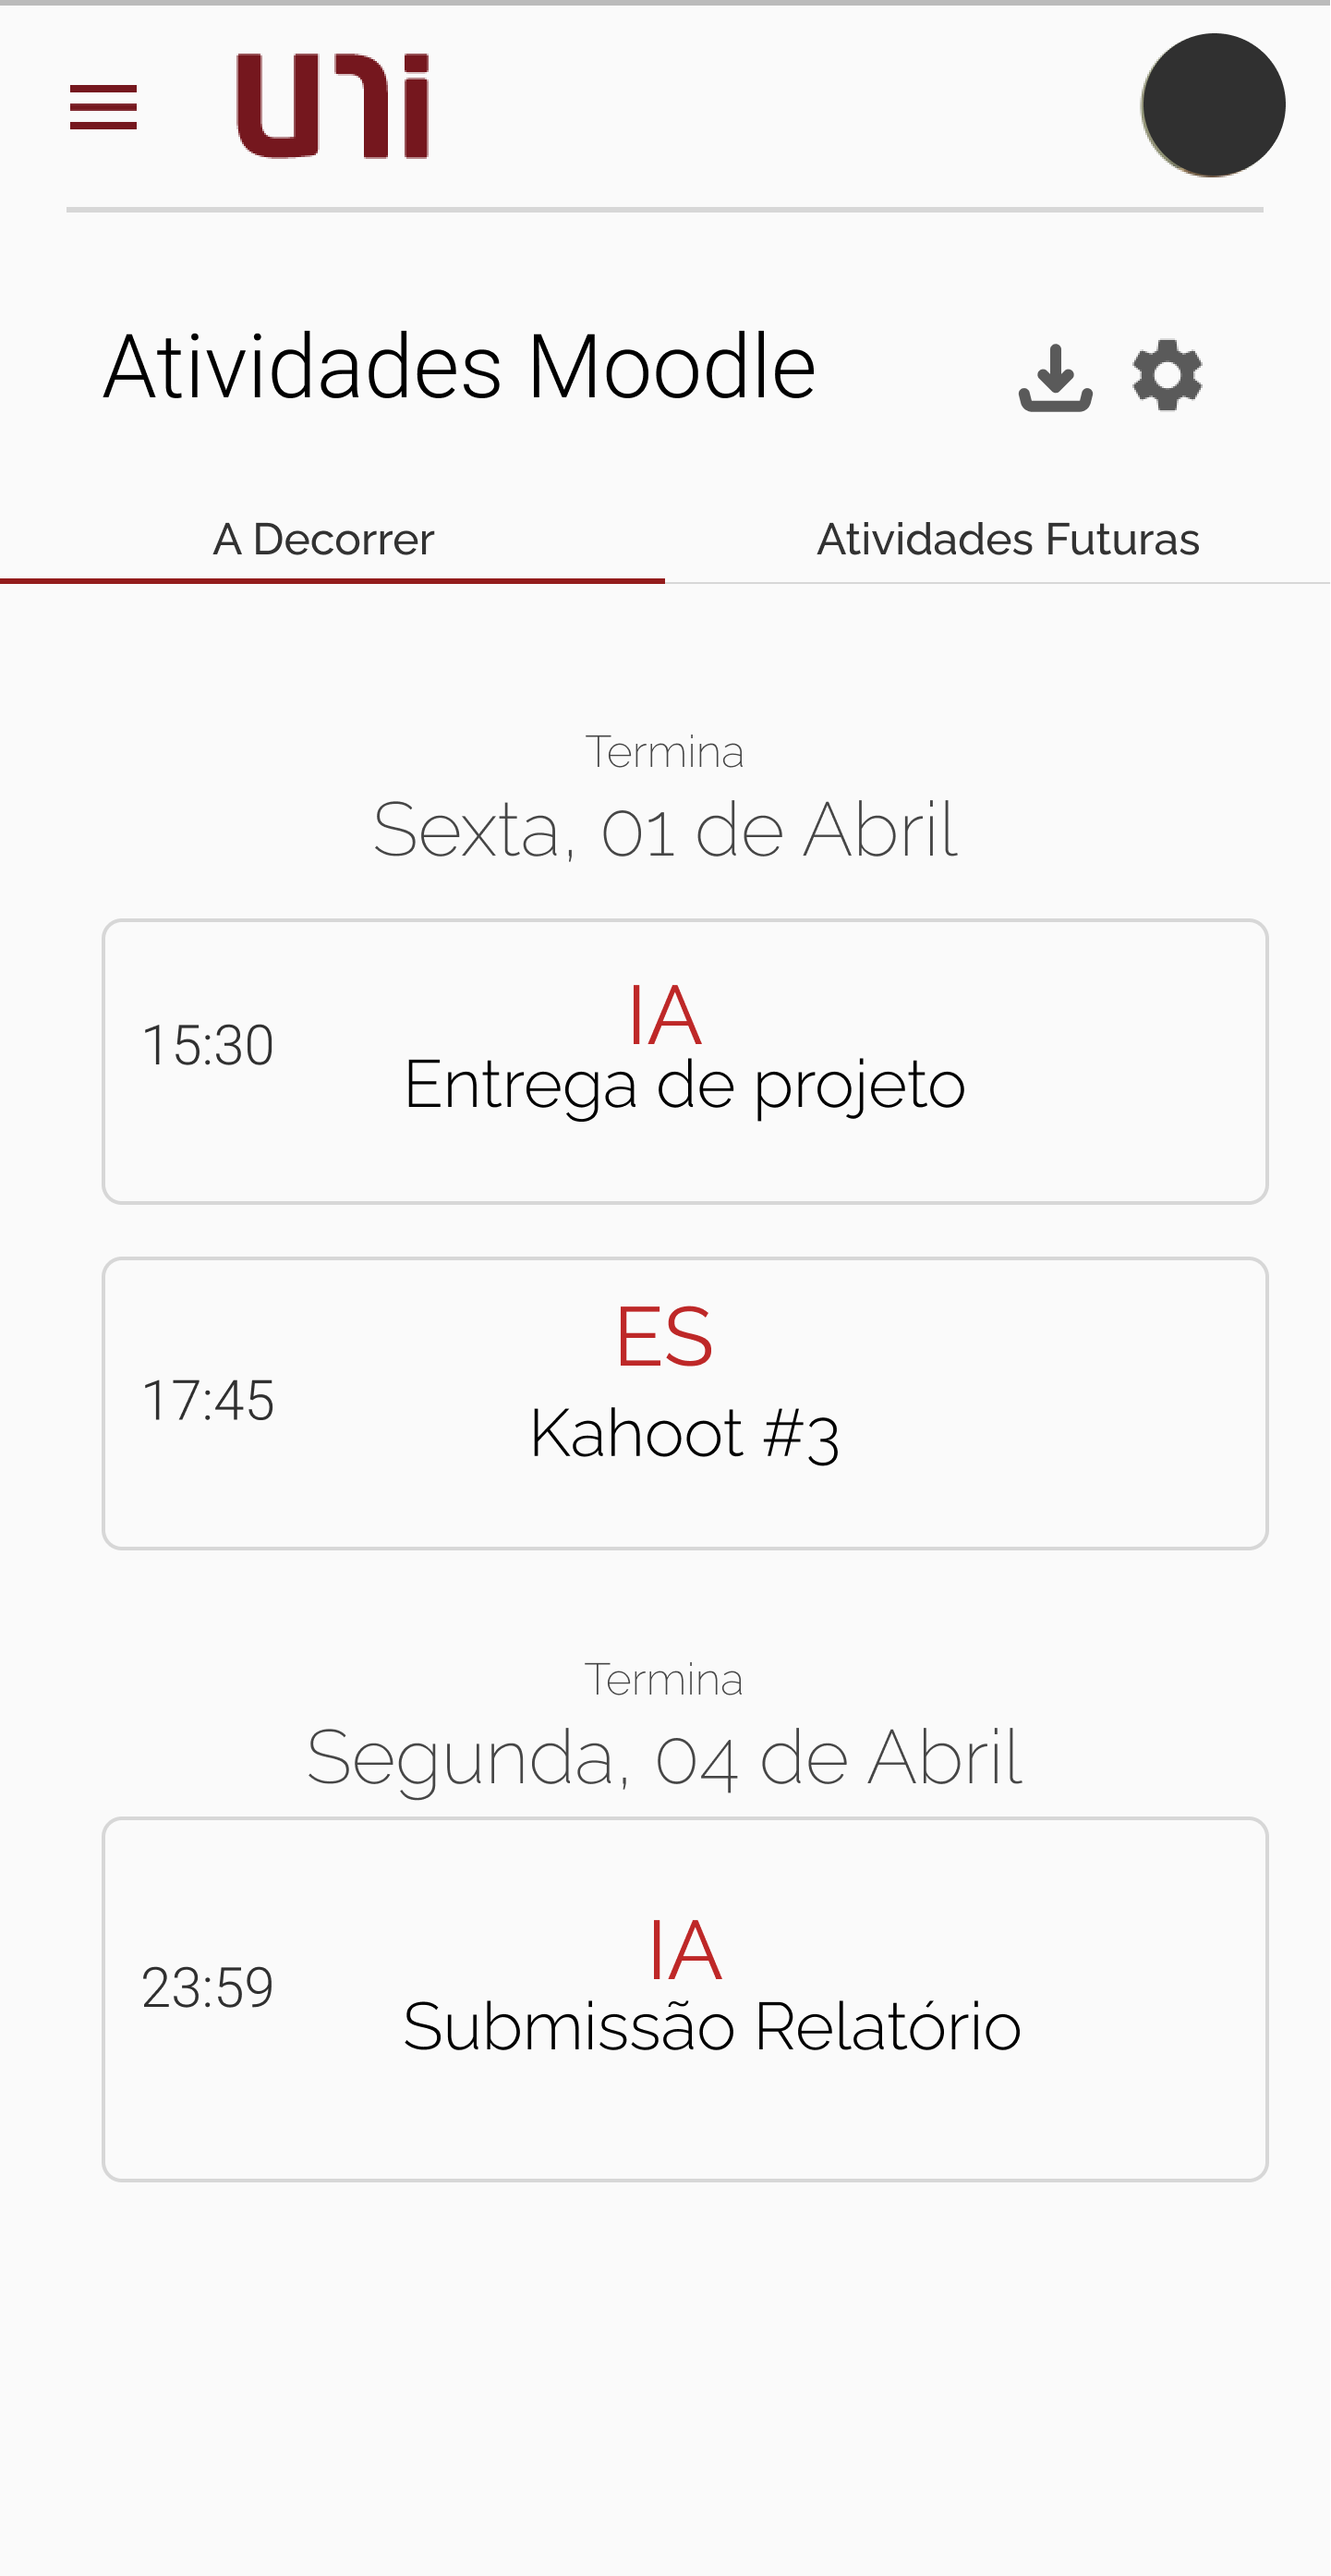 uni
Atividades Moodle
A Decorrer
Atividades Futuras
Termina
Sexta, 01 de Abril
15:30
IA
Entrega de projeto
17:45
ES
Kahoot #3
Termina
Segunda, 04 de Abril
23:59
IA
Submissão Relatório